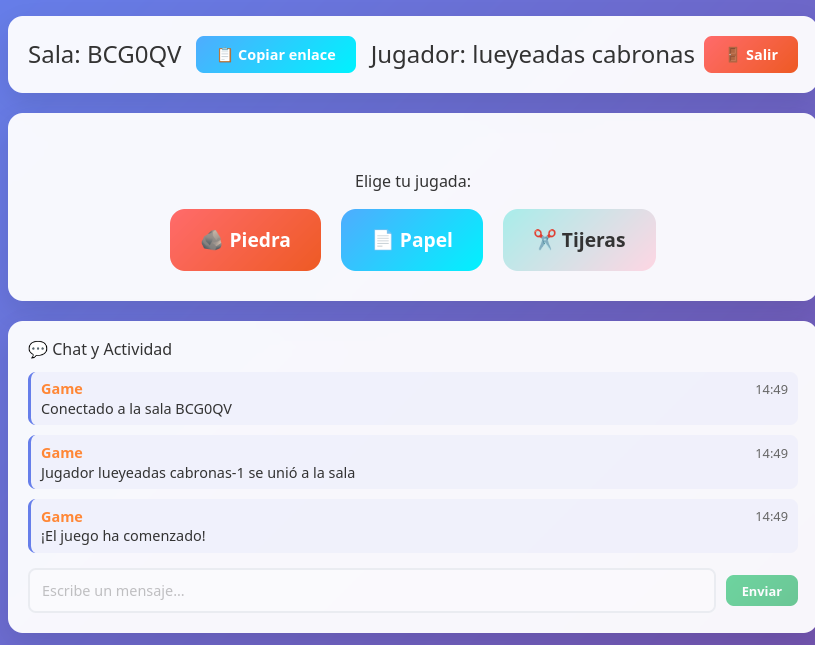 Sala: BCG0QV 📋 Copiar enlace Jugador: lueyeadas cabronas 🚪 Salir
Elige tu jugada:
🪨 Piedra 📄 Papel ✂️ Tijeras
💬 Chat y Actividad
Game 14:49
Conectado a la sala BCG0QV
Game 14:49
Jugador lueyeadas cabronas-1 se unió a la sala
Game 14:49
¡El juego ha comenzado!
Escribe un mensaje... Enviar